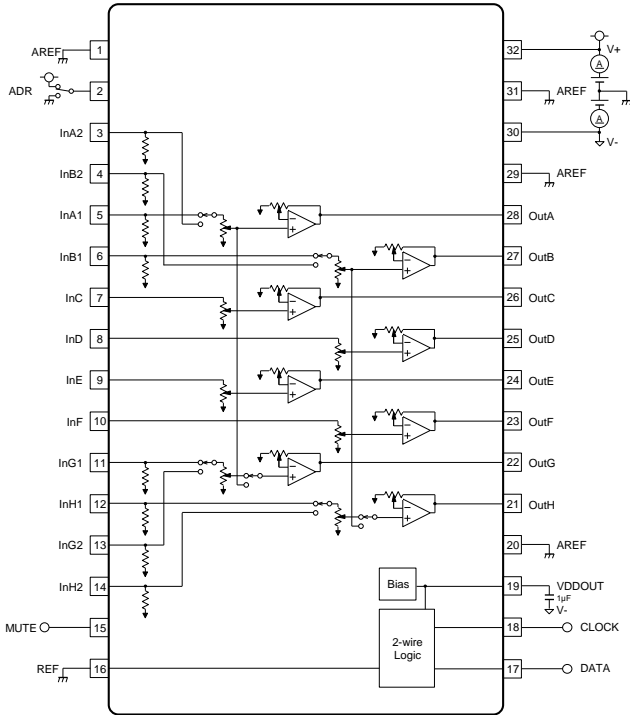 AREF 1 32 V+
A
ADR 2 31 AREF
A
InA2 3 30 V-
InB2 4 29 AREF
InA1 5 − + 28 OutA
InB1 6 − + 27 OutB
InC 7 − + 26 OutC
InD 8 − + 25 OutD
InE 9 − + 24 OutE
InF 10 − + 23 OutF
InG1 11 − + 22 OutG
InH1 12 − + 21 OutH
InG2 13 20 AREF
InH2 14 Bias 19 VDDOUT
1µF
V-
MUTE 15 2-wire Logic 18 CLOCK
REF 16 17 DATA